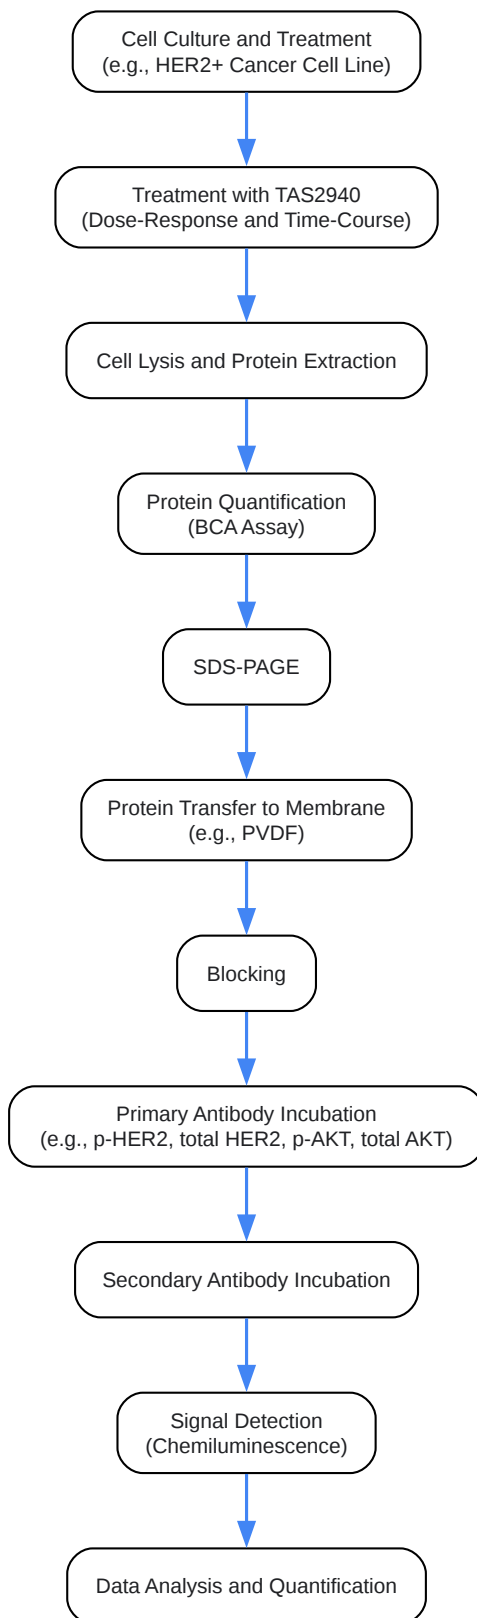 Cell Culture and Treatment
(e.g., HER2+ Cancer Cell Line)
Treatment with TAS2940
(Dose-Response and Time-Course)
Cell Lysis and Protein Extraction
Protein Quantification
(BCA Assay)
SDS-PAGE
Protein Transfer to Membrane
(e.g., PVDF)
Blocking
Primary Antibody Incubation
(e.g., p-HER2, total HER2, p-AKT, total AKT)
Secondary Antibody Incubation
Signal Detection
(Chemiluminescence)
Data Analysis and Quantification